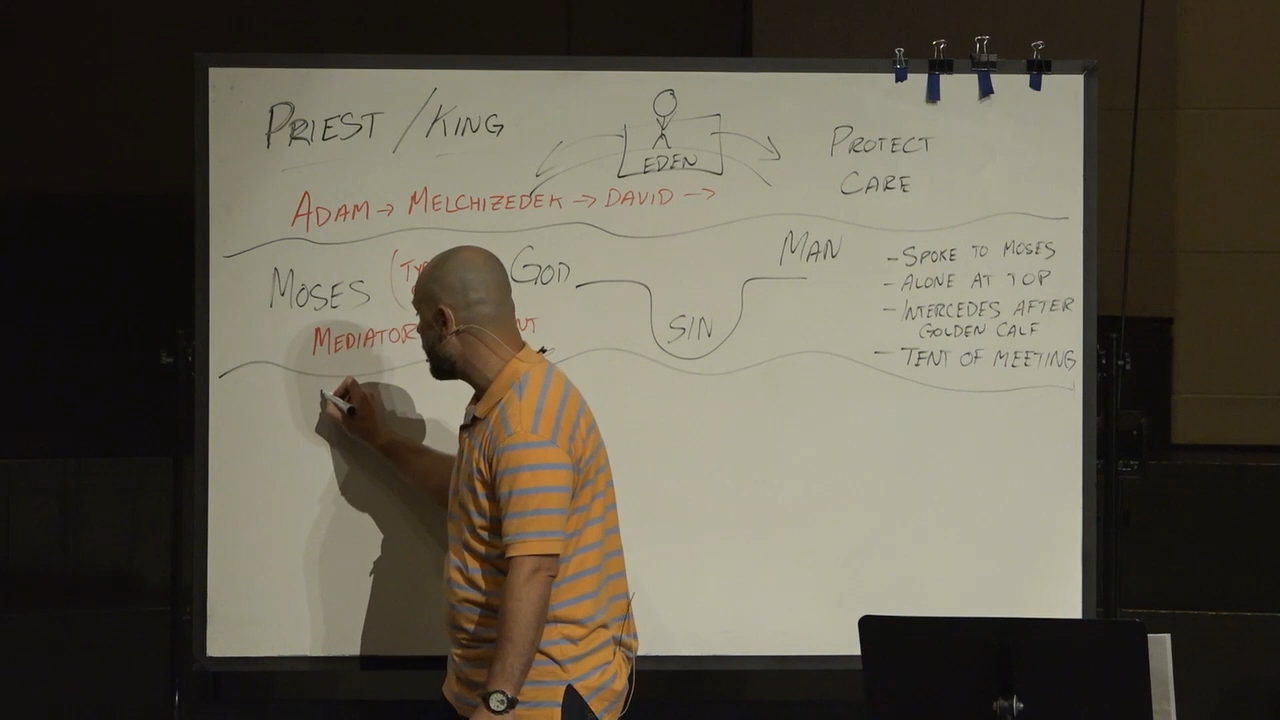 PRIEST / KING
EDEN
PROTECT
CARE
ADAM → MELCHIZEDEK → DAVID →
MOSES
GOD
MAN
SIN
MEDIATOR
- SPOKE TO MOSES
- ALONE AT TOP
- INTERCEDES AFTER
GOLDEN CALF
- TENT OF MEETING